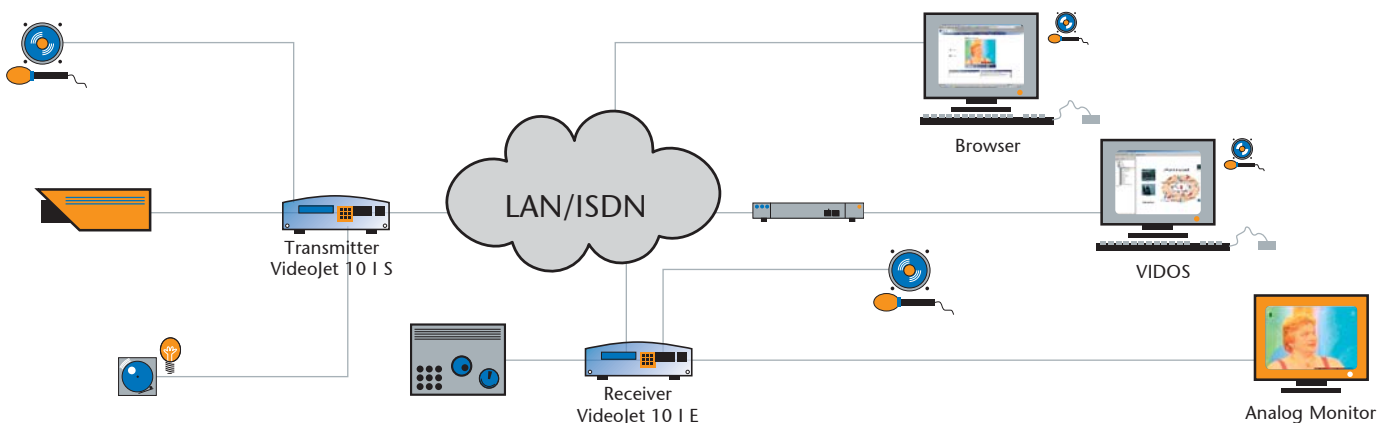 Browser
LAN/ISDN
Transmitter
VideoJet 10 I S
VIDOS
Receiver
VideoJet 10 I E
Analog Monitor